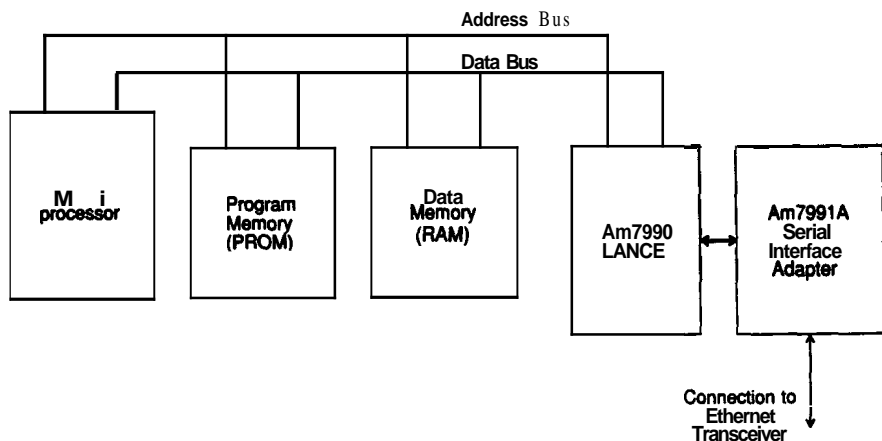 Address Bus
Data Bus
M i
processor
Program
Memory
(PROM)
Data
Memory
(RAM)
Am7990
LANCE
Am7991A
Serial
Interface
Adapter
Connection to
Ethernet
Transceiver